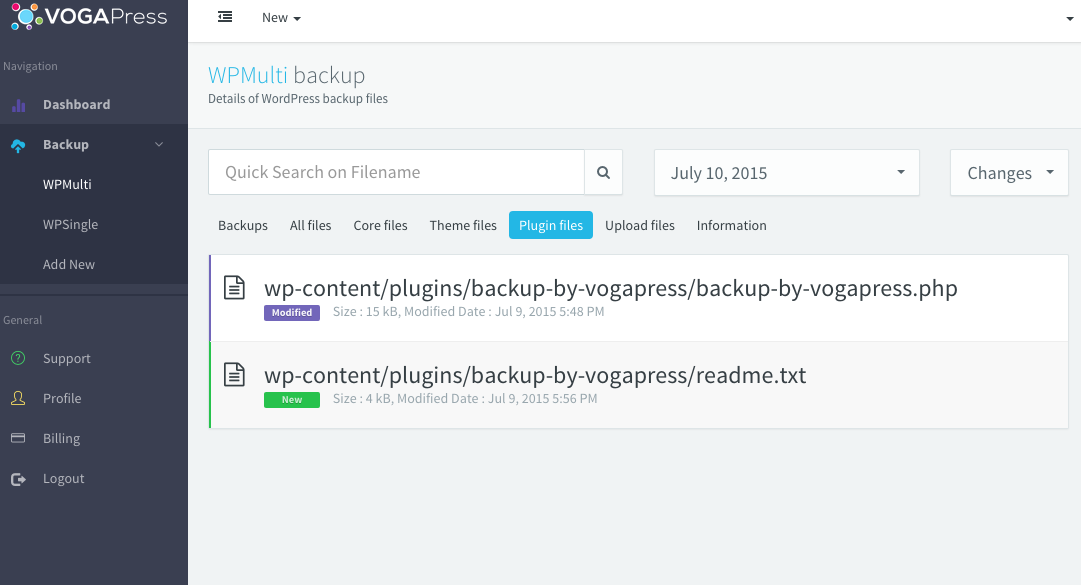 VOGAPress
New
Navigation
Dashboard
Backup
WPMulti
WPSingle
Add New
General
Support
Profile
Billing
Logout
WPMulti backup
Details of WordPress backup files
Quick Search on Filename
July 10, 2015
Changes
Backups All files Core files Theme files Plugin files Upload files Information
wp-content/plugins/backup-by-vogapress/backup-by-vogapress.php
Modified Size : 15 kB, Modified Date : Jul 9, 2015 5:48 PM
wp-content/plugins/backup-by-vogapress/readme.txt
New Size : 4 kB, Modified Date : Jul 9, 2015 5:56 PM